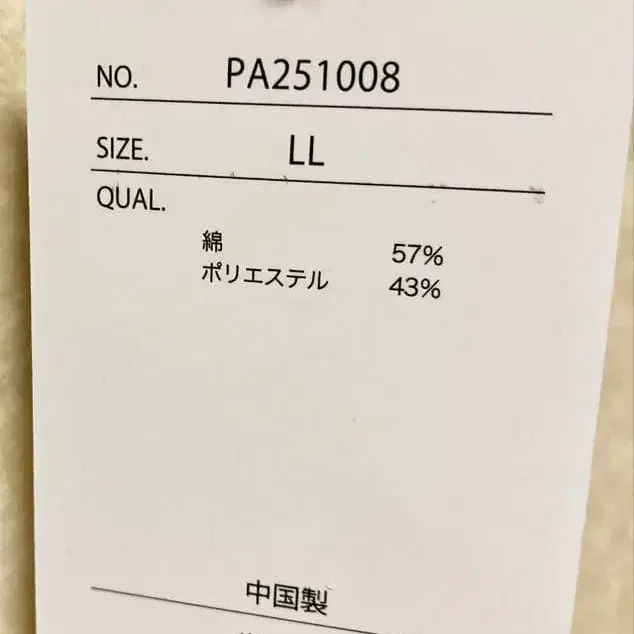 NO. PA251008
SIZE. LL
QUAL.
綿 57%
ポリエステル 43%
中国製